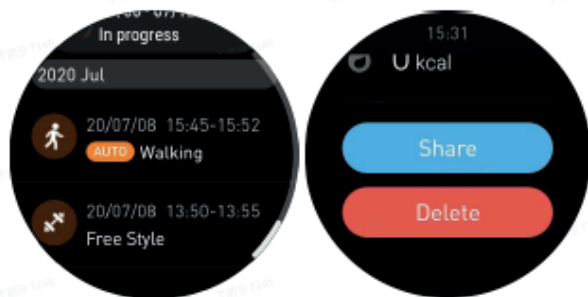 In progress
2020 Jul
20/07/08 15:45-15:52
AUTO Walking
20/07/08 13:50-13:55
Free Style
15:31
kcal
Share
Delete